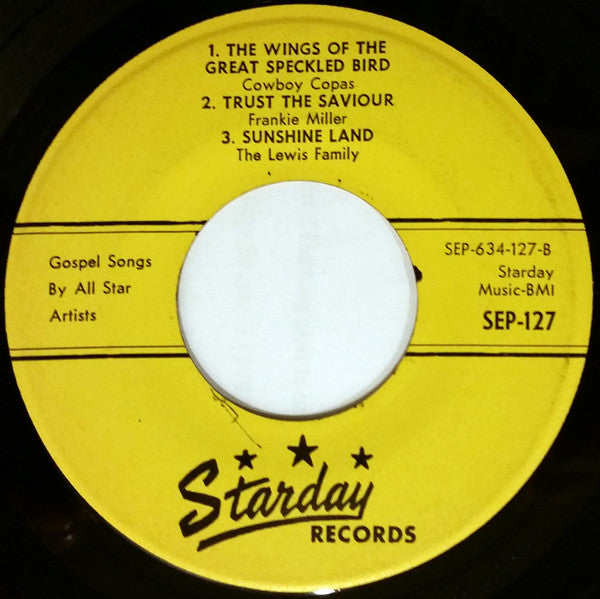 1. THE WINGS OF THE
GREAT SPECKLED BIRD
Cowboy Copas
2. TRUST THE SAVIOUR
Frankie Miller
3. SUNSHINE LAND
The Lewis Family
Gospel Songs
By All Star
Artists
SEP-634-127-B
Starday
Music-BMI
SEP-127
Starday
RECORDS